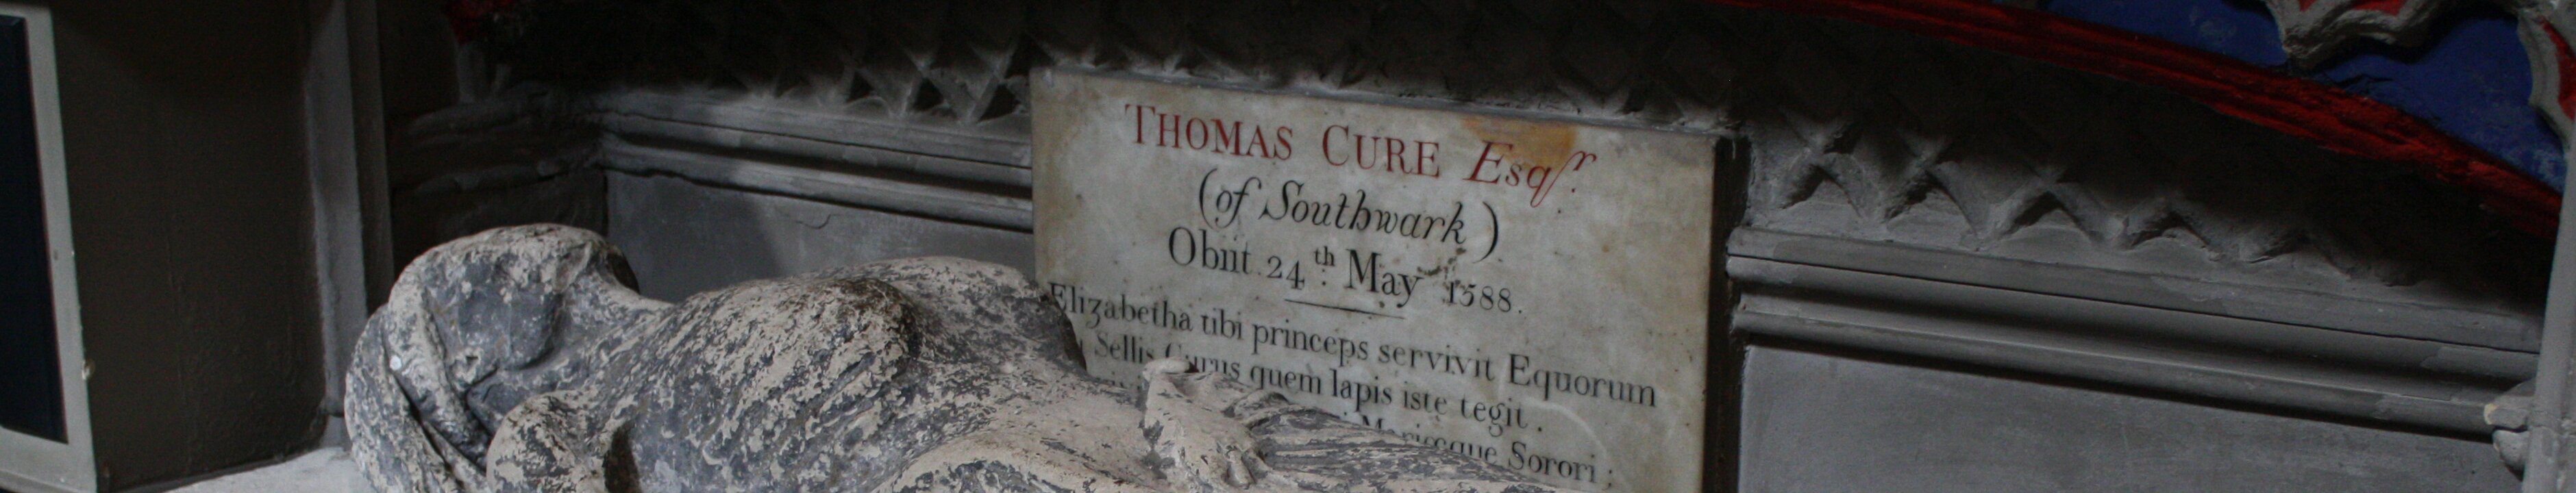 THOMAS CURE Esqr.
(of Southwark)
Obiit 24th May 1588.
Elizabetha tibi princeps servivit Equorum
Sellis Curus quem lapis iste tegit.
Mariæque Sorori;